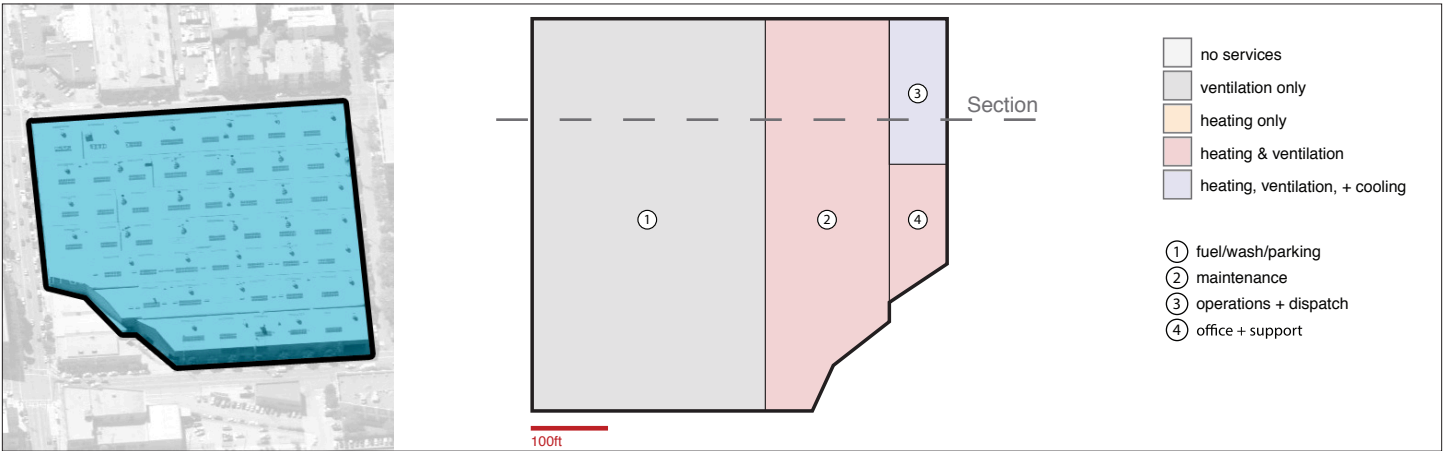 Section
100ft
1
2
3
4
no services
ventilation only
heating only
heating & ventilation
heating, ventilation, + cooling
1 fuel/wash/parking
2 maintenance
3 operations + dispatch
4 office + support